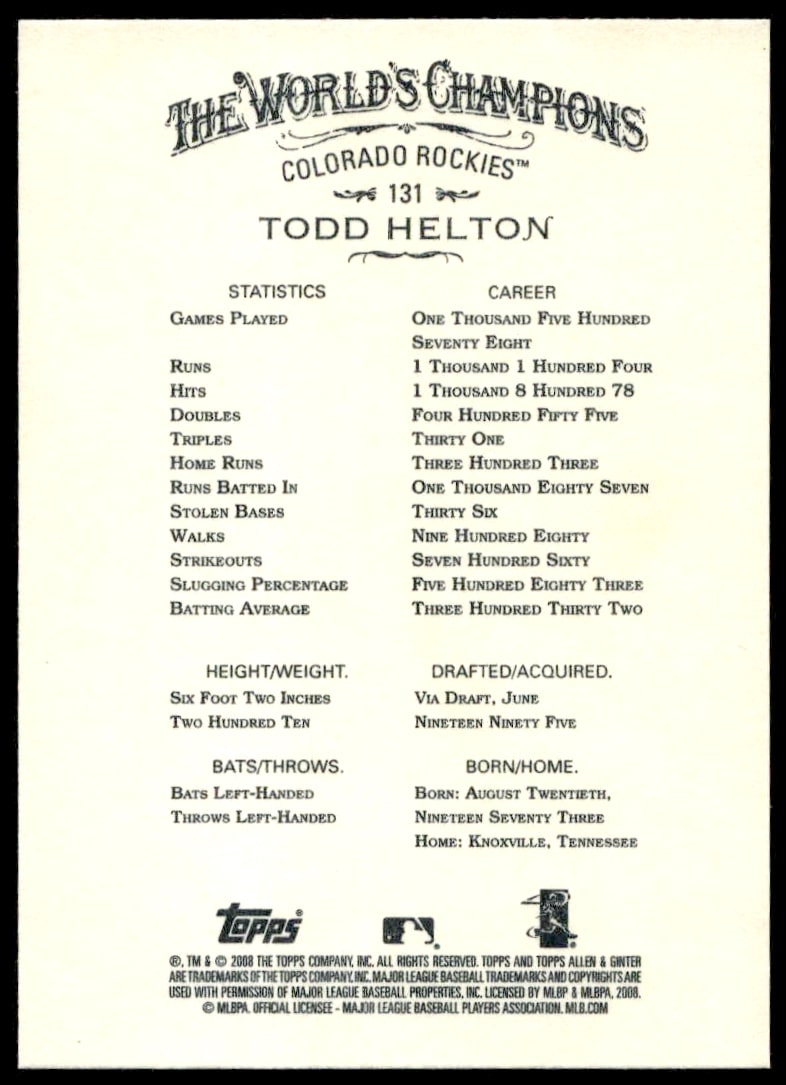 THE WORLD'S CHAMPIONS
COLORADO ROCKIES™
131
TODD HELTON
STATISTICS CAREER
GAMES PLAYED ONE THOUSAND FIVE HUNDRED
SEVENTY EIGHT
RUNS 1 THOUSAND 1 HUNDRED FOUR
HITS 1 THOUSAND 8 HUNDRED 78
DOUBLES FOUR HUNDRED FIFTY FIVE
TRIPLES THIRTY ONE
HOME RUNS THREE HUNDRED THREE
RUNS BATTED IN ONE THOUSAND EIGHTY SEVEN
STOLEN BASES THIRTY SIX
WALKS NINE HUNDRED EIGHTY
STRIKEOUTS SEVEN HUNDRED SIXTY
SLUGGING PERCENTAGE FIVE HUNDRED EIGHTY THREE
BATTING AVERAGE THREE HUNDRED THIRTY TWO
HEIGHT/WEIGHT. DRAFTED/ACQUIRED.
SIX FOOT TWO INCHES VIA DRAFT, JUNE
TWO HUNDRED TEN NINETEEN NINETY FIVE
BATS/THROWS. BORN/HOME.
BATS LEFT-HANDED BORN: AUGUST TWENTIETH,
THROWS LEFT-HANDED NINETEEN SEVENTY THREE
HOME: KNOXVILLE, TENNESSEE
Topps®
®, TM & © 2008 THE TOPPS COMPANY, INC. ALL RIGHTS RESERVED. TOPPS AND TOPPS ALLEN & GINTER
ARE TRADEMARKS OF THE TOPPS COMPANY, INC. MAJOR LEAGUE BASEBALL TRADEMARKS AND COPYRIGHTS ARE
USED WITH PERMISSION OF MAJOR LEAGUE BASEBALL PROPERTIES, INC. LICENSED BY MLBP & MLBPA, 2008.
© MLBPA. OFFICIAL LICENSEE - MAJOR LEAGUE BASEBALL PLAYERS ASSOCIATION. MLB.COM